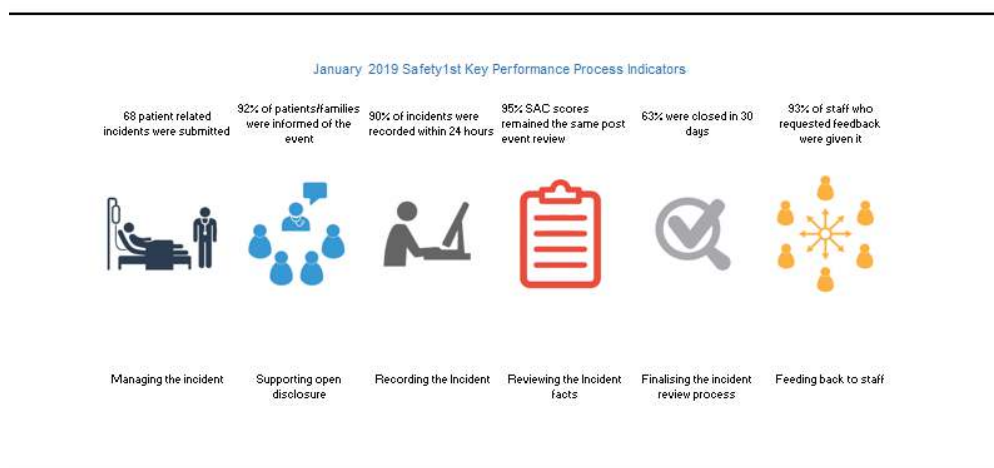 January 2019 Safety1st Key Performance Process Indicators
68 patient related
incidents were submitted
92% of patients/families
were informed of the
event
90% of incidents were
recorded within 24 hours
95% SAC scores
remained the same post
event review
63% were closed in 30
days
93% of staff who
requested feedback
were given it
Managing the incident
Supporting open
disclosure
Recording the Incident
Reviewing the Incident
facts
Finalising the incident
review process
Feeding back to staff